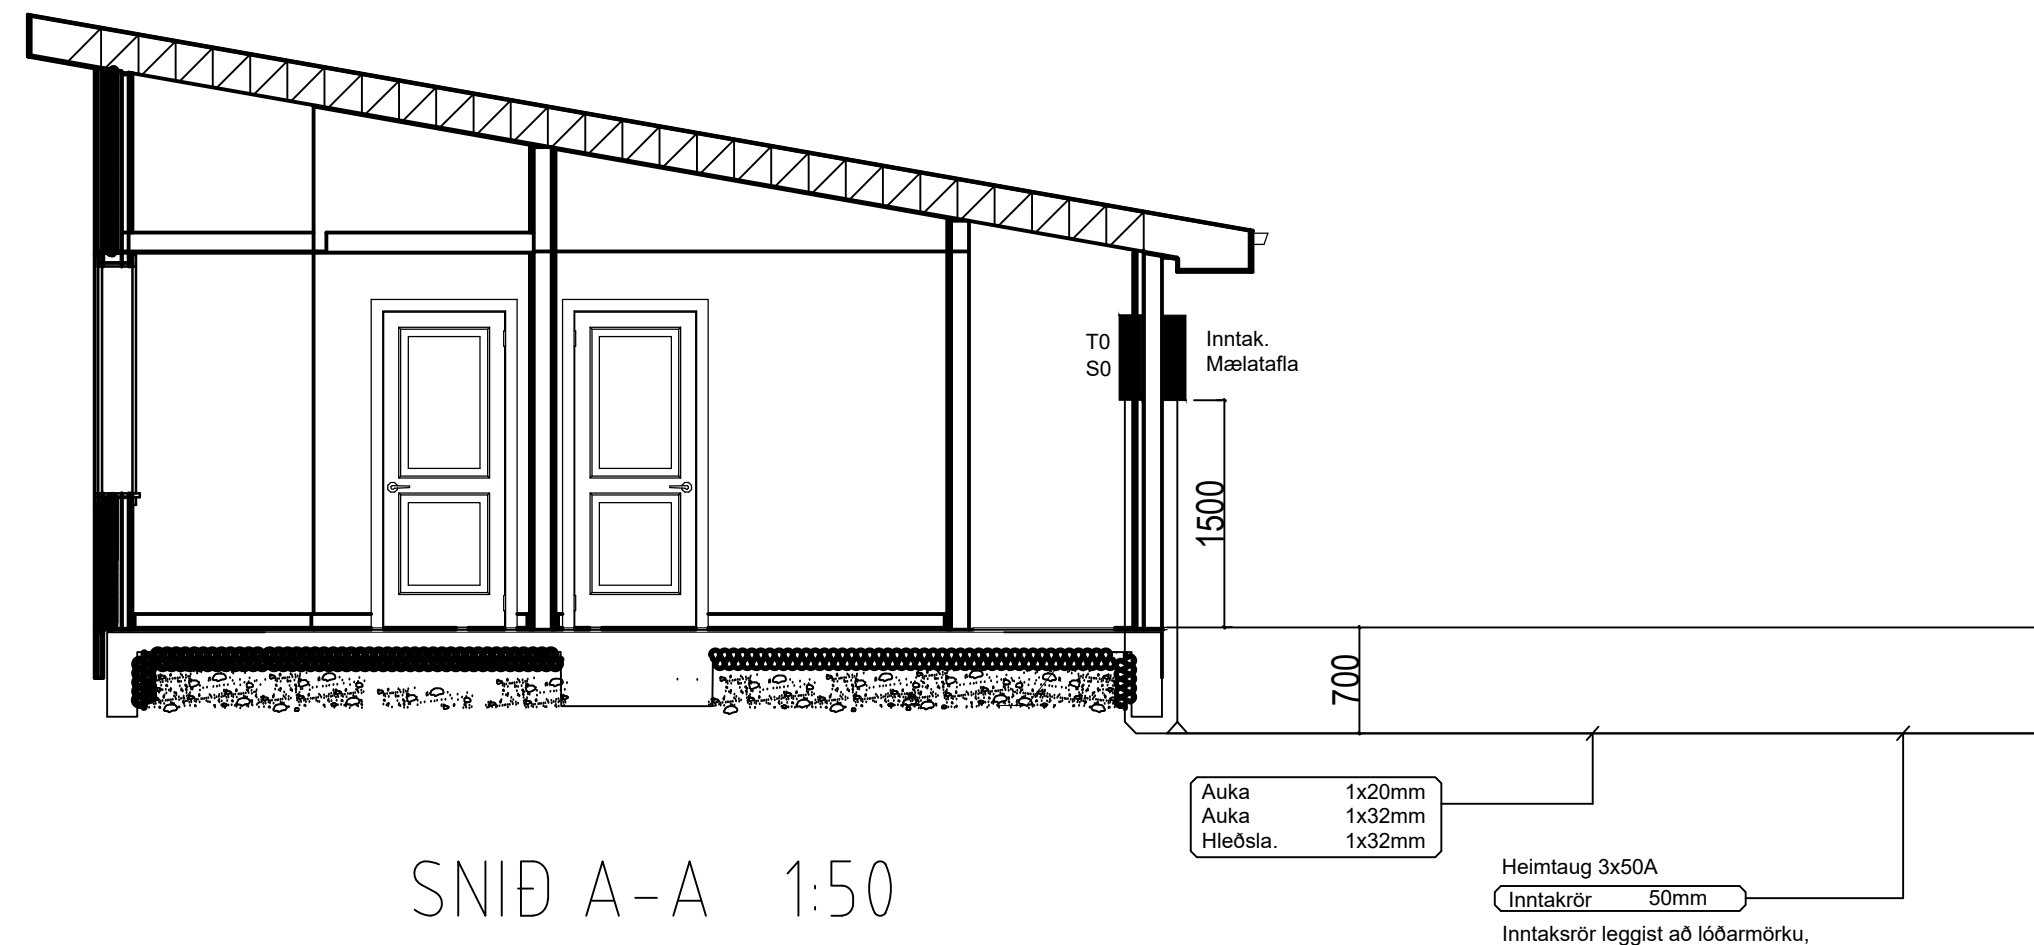 T0
S0
Inntak.
Mælatafla
1500
700
Auka 1x20mm
Auka 1x32mm
Hleðsla. 1x32mm
SNIÐ A-A 1:50
Heimtaug 3x50A
Inntakrör 50mm
Inntaksrör leggist að lóðarmörku,